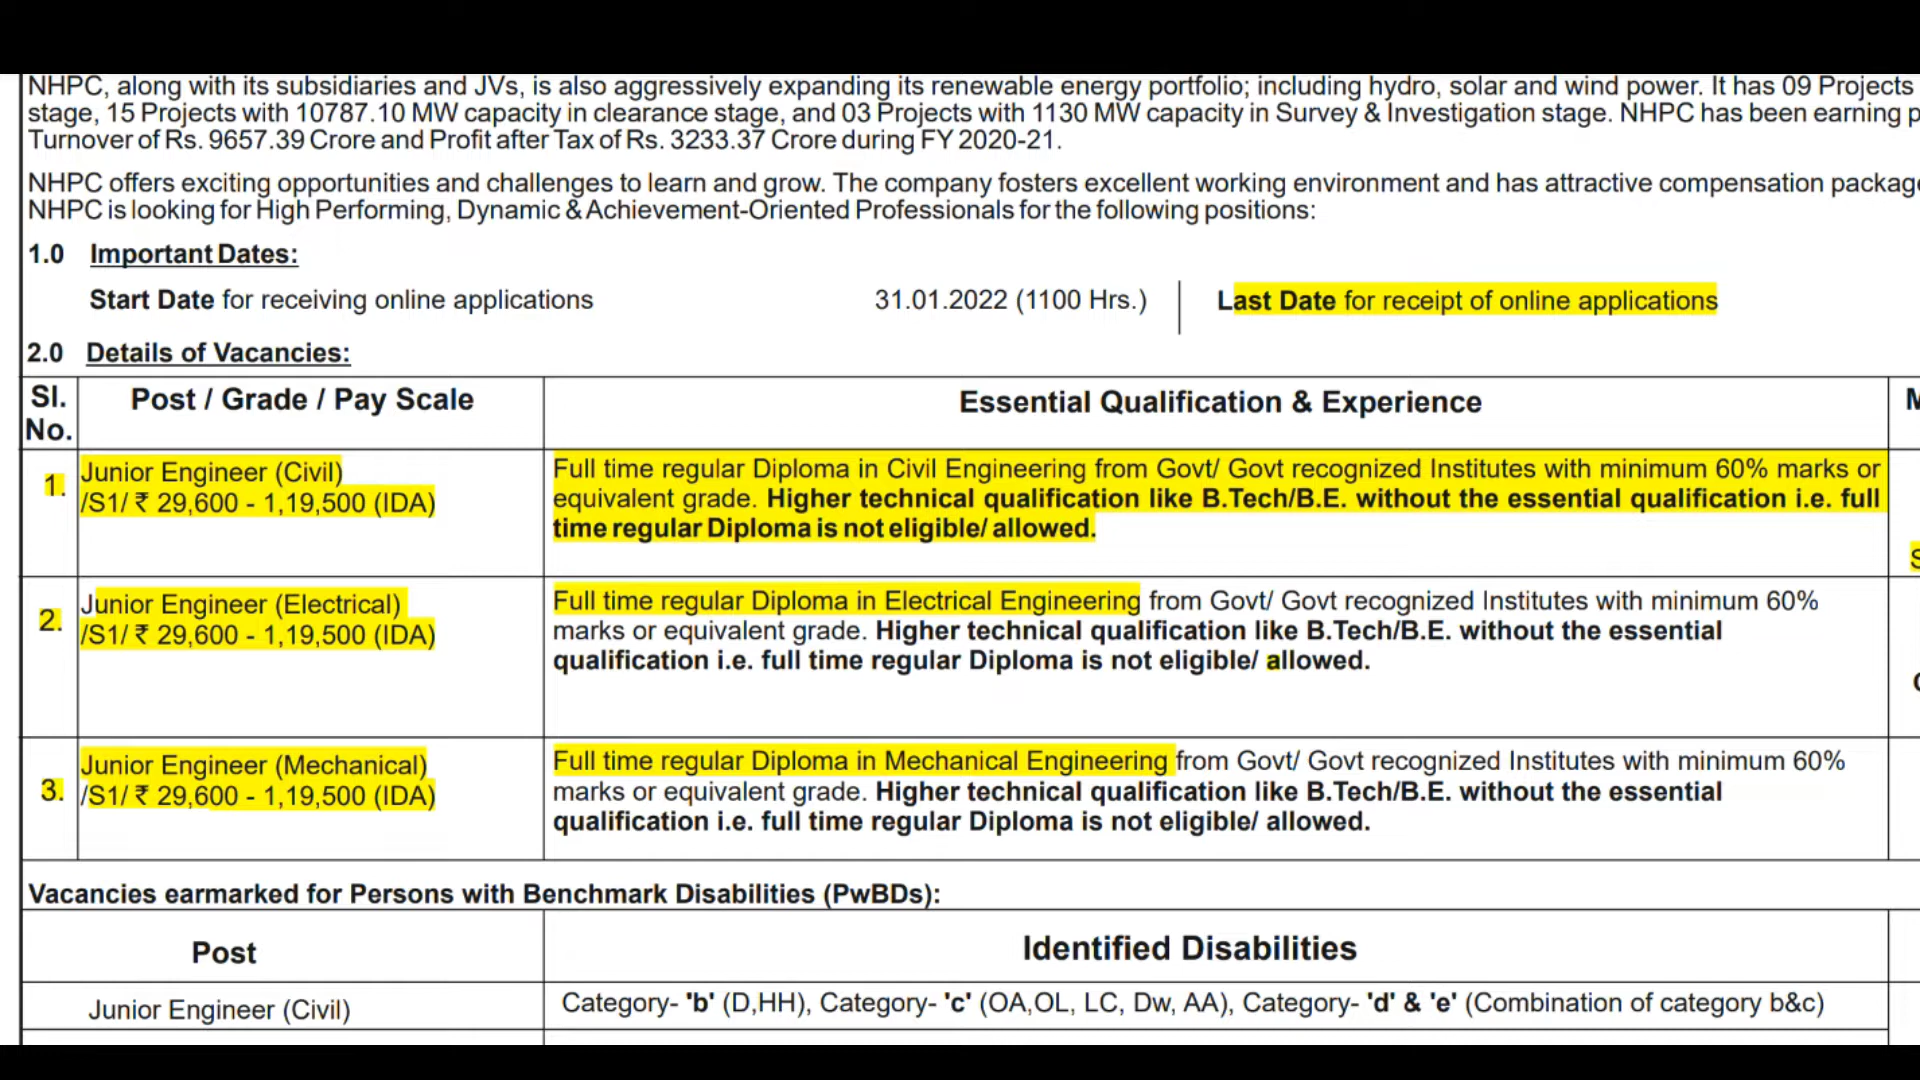 NHPC, along with its subsidiaries and JVs, is also aggressively expanding its renewable energy portfolio; including hydro, solar and wind power. It has 09 Projects
stage, 15 Projects with 10787.10 MW capacity in clearance stage, and 03 Projects with 1130 MW capacity in Survey & Investigation stage. NHPC has been earning p
Turnover of Rs. 9657.39 Crore and Profit after Tax of Rs. 3233.37 Crore during FY 2020-21.
NHPC offers exciting opportunities and challenges to learn and grow. The company fosters excellent working environment and has attractive compensation package
NHPC is looking for High Performing, Dynamic & Achievement-Oriented Professionals for the following positions:
1.0 Important Dates:
Start Date for receiving online applications 31.01.2022 (1100 Hrs.) Last Date for receipt of online applications
2.0 Details of Vacancies:
Sl. No. Post / Grade / Pay Scale Essential Qualification & Experience
1. Junior Engineer (Civil)
/S1/ ₹ 29,600 - 1,19,500 (IDA)
Full time regular Diploma in Civil Engineering from Govt/ Govt recognized Institutes with minimum 60% marks or
equivalent grade. Higher technical qualification like B.Tech/B.E. without the essential qualification i.e. full
time regular Diploma is not eligible/ allowed.
2. Junior Engineer (Electrical)
/S1/ ₹ 29,600 - 1,19,500 (IDA)
Full time regular Diploma in Electrical Engineering from Govt/ Govt recognized Institutes with minimum 60%
marks or equivalent grade. Higher technical qualification like B.Tech/B.E. without the essential
qualification i.e. full time regular Diploma is not eligible/ allowed.
3. Junior Engineer (Mechanical)
/S1/ ₹ 29,600 - 1,19,500 (IDA)
Full time regular Diploma in Mechanical Engineering from Govt/ Govt recognized Institutes with minimum 60%
marks or equivalent grade. Higher technical qualification like B.Tech/B.E. without the essential
qualification i.e. full time regular Diploma is not eligible/ allowed.
Vacancies earmarked for Persons with Benchmark Disabilities (PwBDs):
Post Identified Disabilities
Junior Engineer (Civil) Category- 'b' (D,HH), Category- 'c' (OA,OL, LC, Dw, AA), Category- 'd' & 'e' (Combination of category b&c)